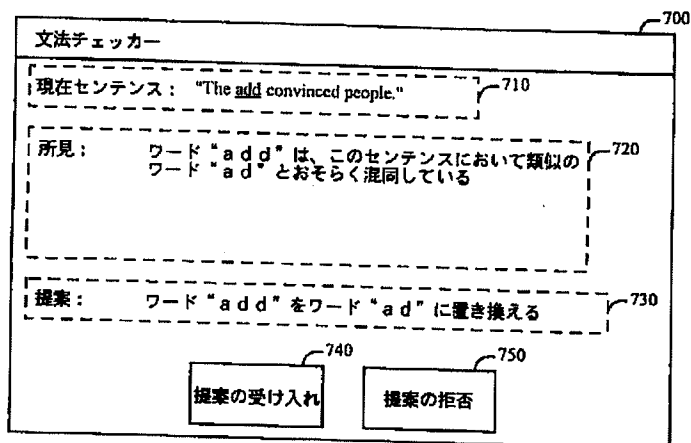 700
文法チェッカー
現在センテンス： "The add convinced people." 710
所見： ワード“ａｄｄ”は、このセンテンスにおいて類似の 720
ワード“ａｄ”とおそらく混同している
提案： ワード“ａｄｄ”をワード“ａｄ”に置き換える 730
740 750
提案の受け入れ 提案の拒否